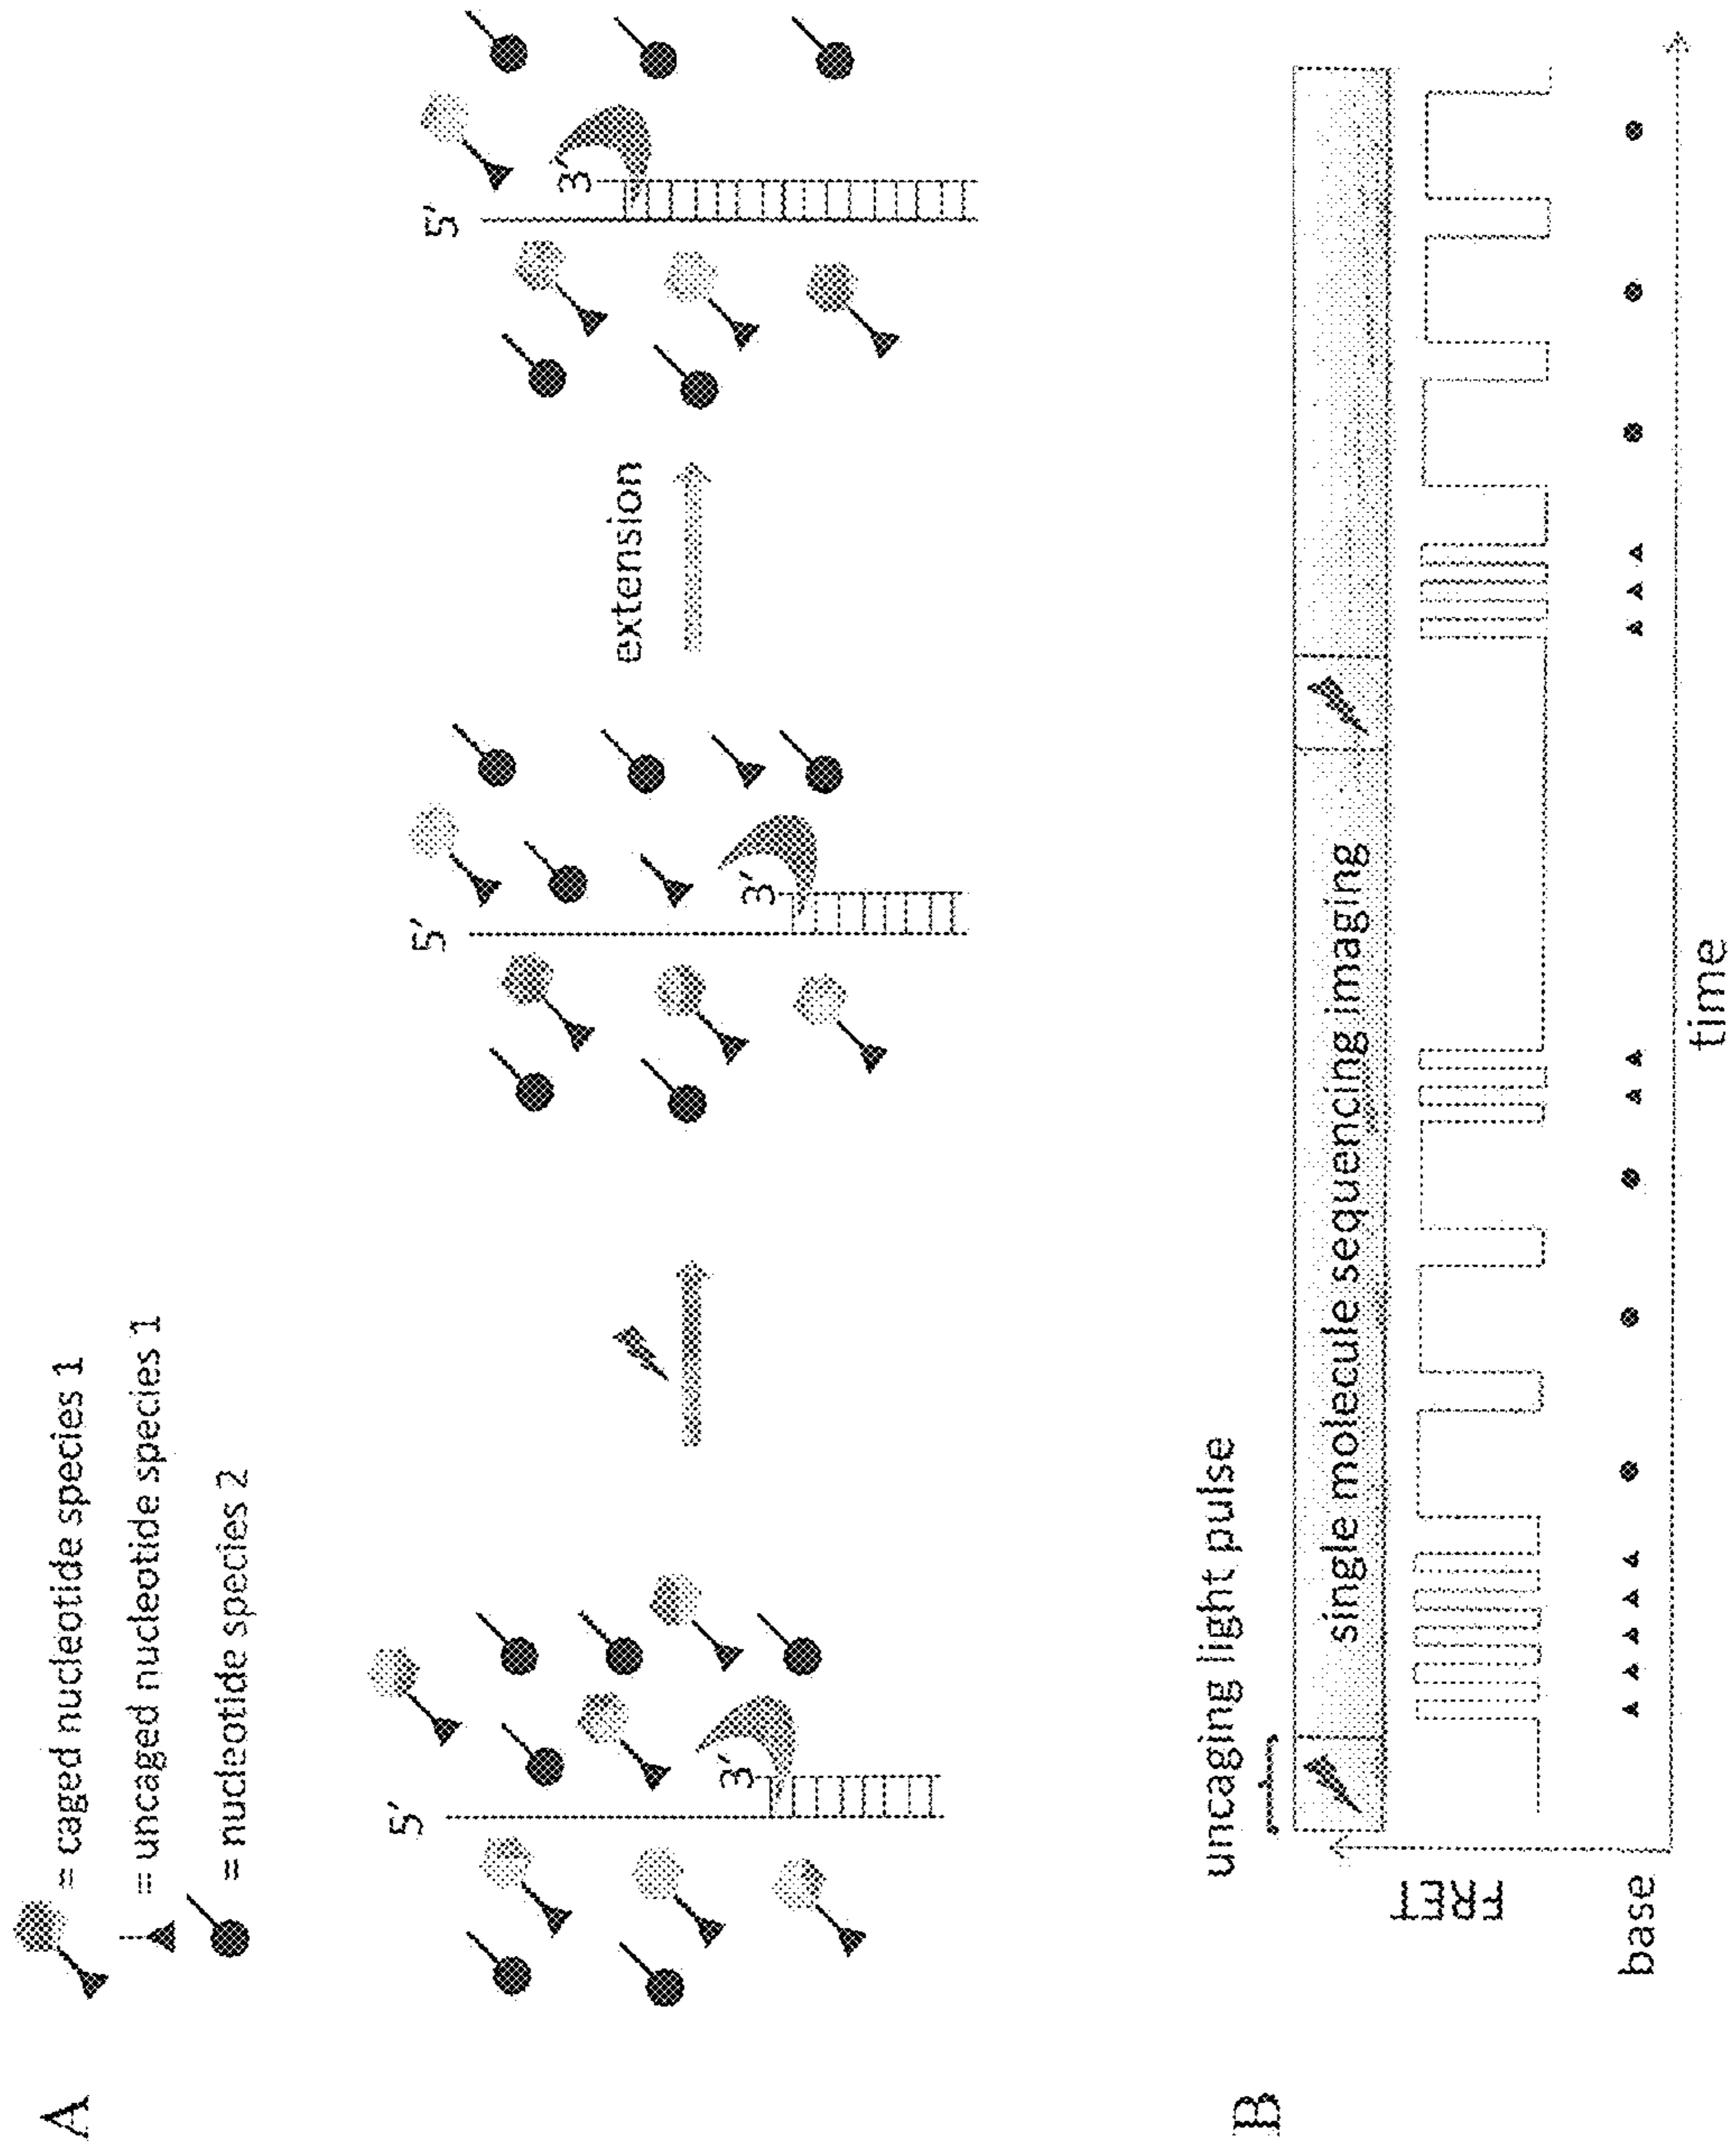 A
= caged nucleotide species 1
= uncaged nucleotide species 1
= nucleotide species 2
5′
3′
5′
3′
extension
5′
3′
B
uncaging light pulse
single molecule sequencing imaging
FRET
base
time